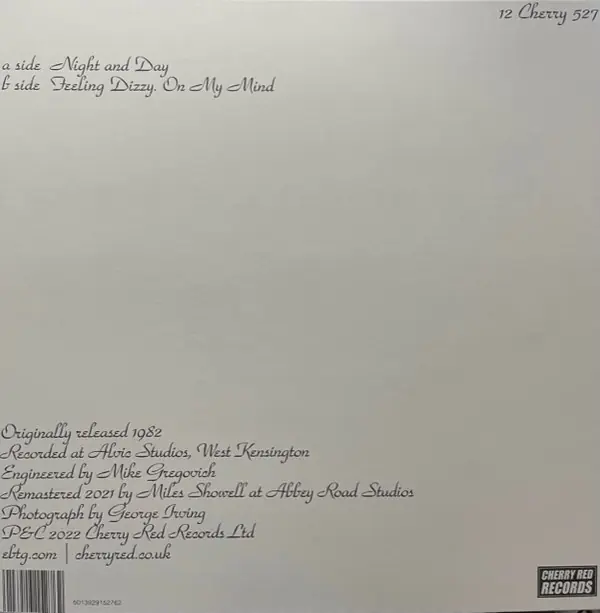 12 Cherry 527
a side Night and Day
b side Feeling Dizzy. On My Mind
Originally released 1982
Recorded at Alvic Studios, West Kensington
Engineered by Mike Gregovich
Remastered 2021 by Miles Showell at Abbey Road Studios
Photograph by George Irving
P&C 2022 Cherry Red Records Ltd
ebtg.com | cherryred.co.uk
5013929152762
CHERRY RED
RECORDS